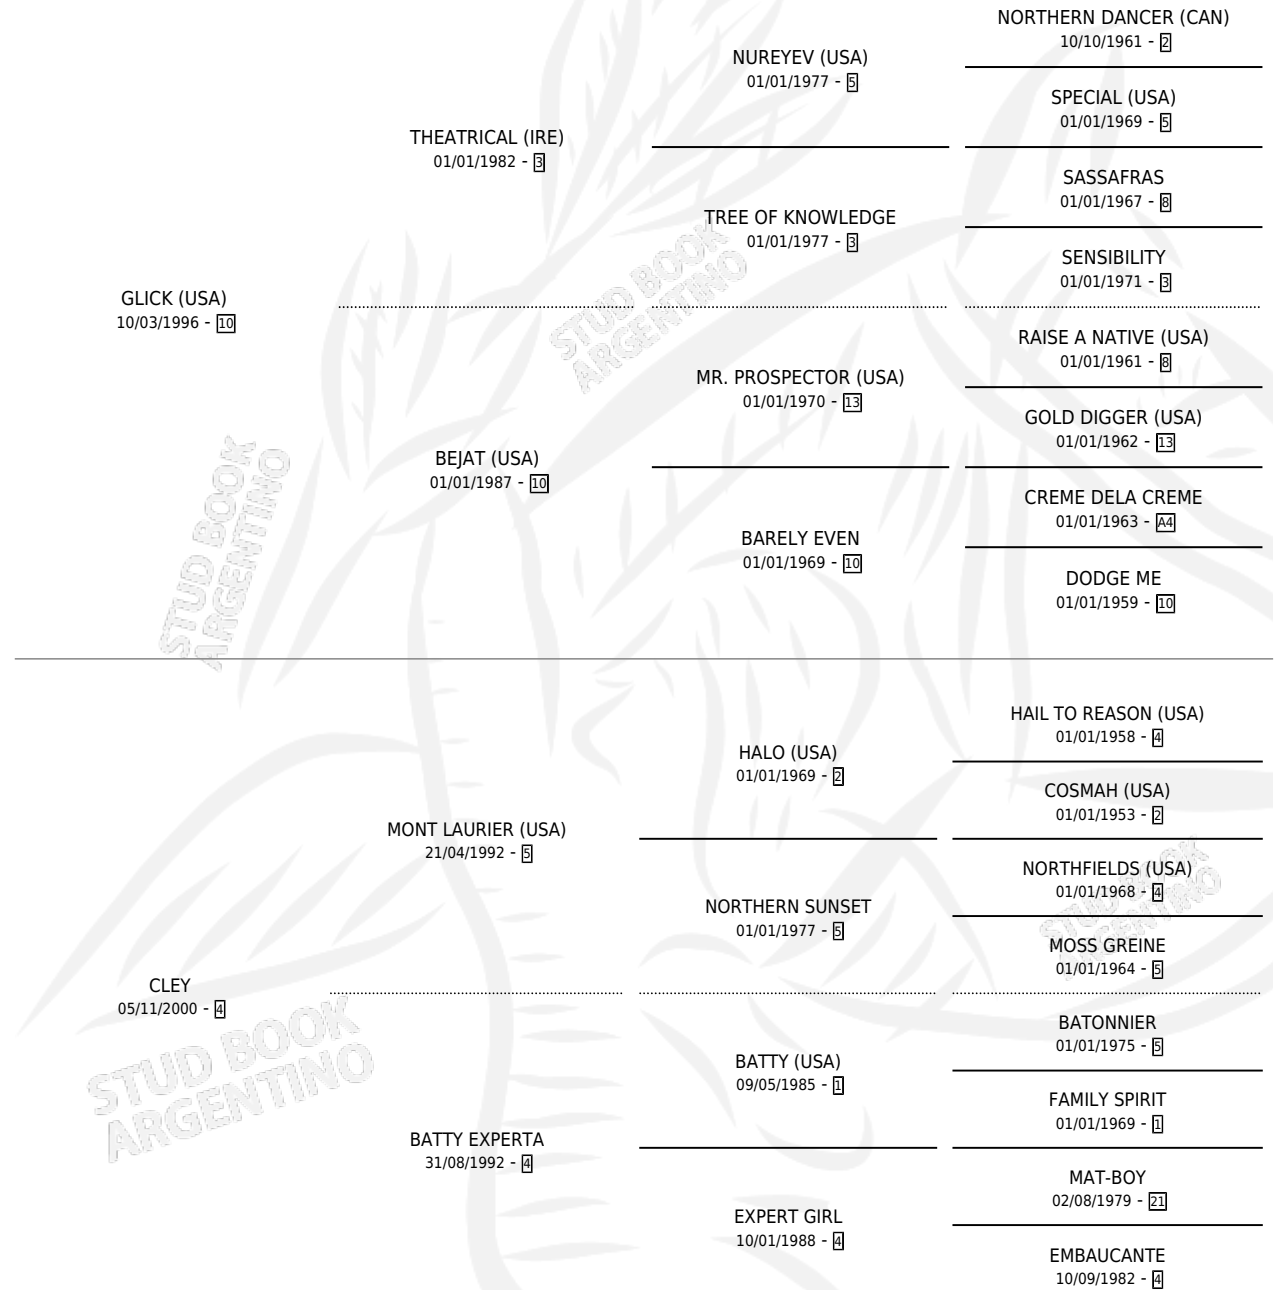 NORTHERN DANCER (CAN)
10/10/1961 - 2
NUREYEV (USA)
01/01/1977 - 5
SPECIAL (USA)
01/01/1969 - 5
THEATRICAL (IRE)
01/01/1982 - 3
SASSAFRAS
01/01/1967 - 8
TREE OF KNOWLEDGE
01/01/1977 - 3
SENSIBILITY
01/01/1971 - 3
GLICK (USA)
10/03/1996 - 10
RAISE A NATIVE (USA)
01/01/1961 - 8
MR. PROSPECTOR (USA)
01/01/1970 - 13
GOLD DIGGER (USA)
01/01/1962 - 13
BEJAT (USA)
01/01/1987 - 10
CREME DELA CREME
01/01/1963 - A4
BARELY EVEN
01/01/1969 - 10
DODGE ME
01/01/1959 - 10
HAIL TO REASON (USA)
01/01/1958 - 4
HALO (USA)
01/01/1969 - 2
COSMAH (USA)
01/01/1953 - 2
MONT LAURIER (USA)
21/04/1992 - 5
NORTHFIELDS (USA)
01/01/1968 - 4
NORTHERN SUNSET
01/01/1977 - 5
MOSS GREINE
01/01/1964 - 5
CLEY
05/11/2000 - 4
BATONNIER
01/01/1975 - 5
BATTY (USA)
09/05/1985 - 1
FAMILY SPIRIT
01/01/1969 - 1
BATTY EXPERTA
31/08/1992 - 4
MAT-BOY
02/08/1979 - 21
EXPERT GIRL
10/01/1988 - 4
EMBAUCANTE
10/09/1982 - 4
STUD BOOK
ARGENTINO
STUD BOOK
ARGENTINO
STUD BOOK
ARGENTINO
STUD BOOK
ARGENTINO